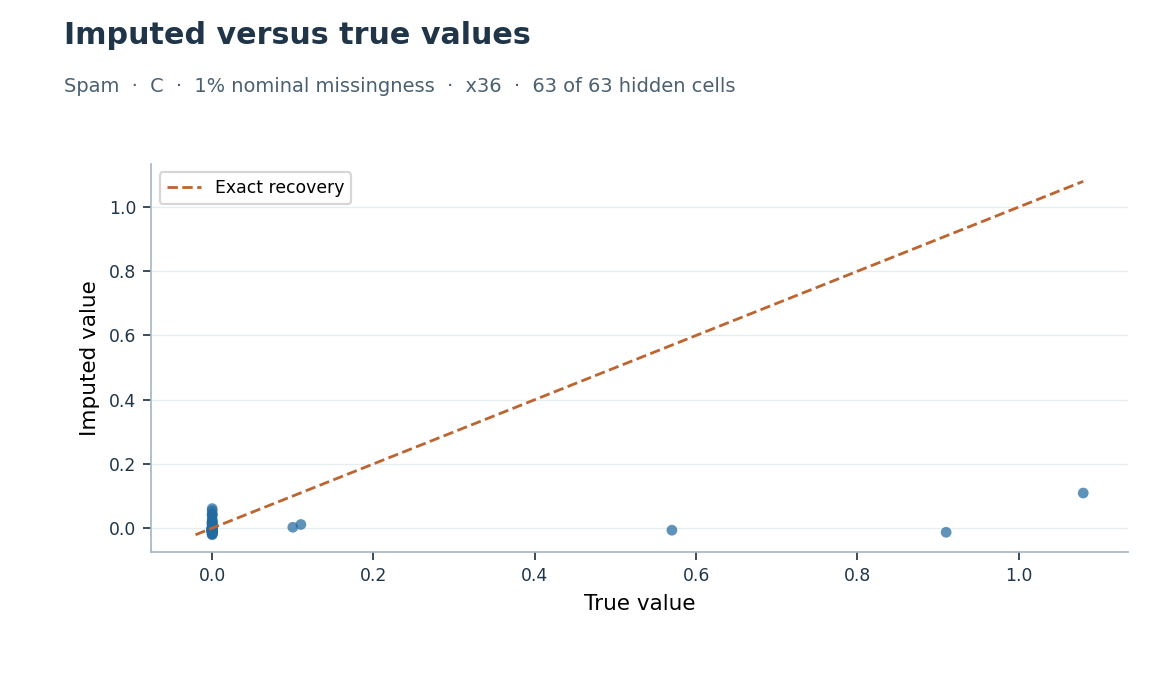 Imputed versus true values
Spam · C · 1% nominal missingness · x36 · 63 of 63 hidden cells
Exact recovery
1.0
0.8
0.6
0.4
0.2
0.0
Imputed value
0.0 0.2 0.4 0.6 0.8 1.0
True value